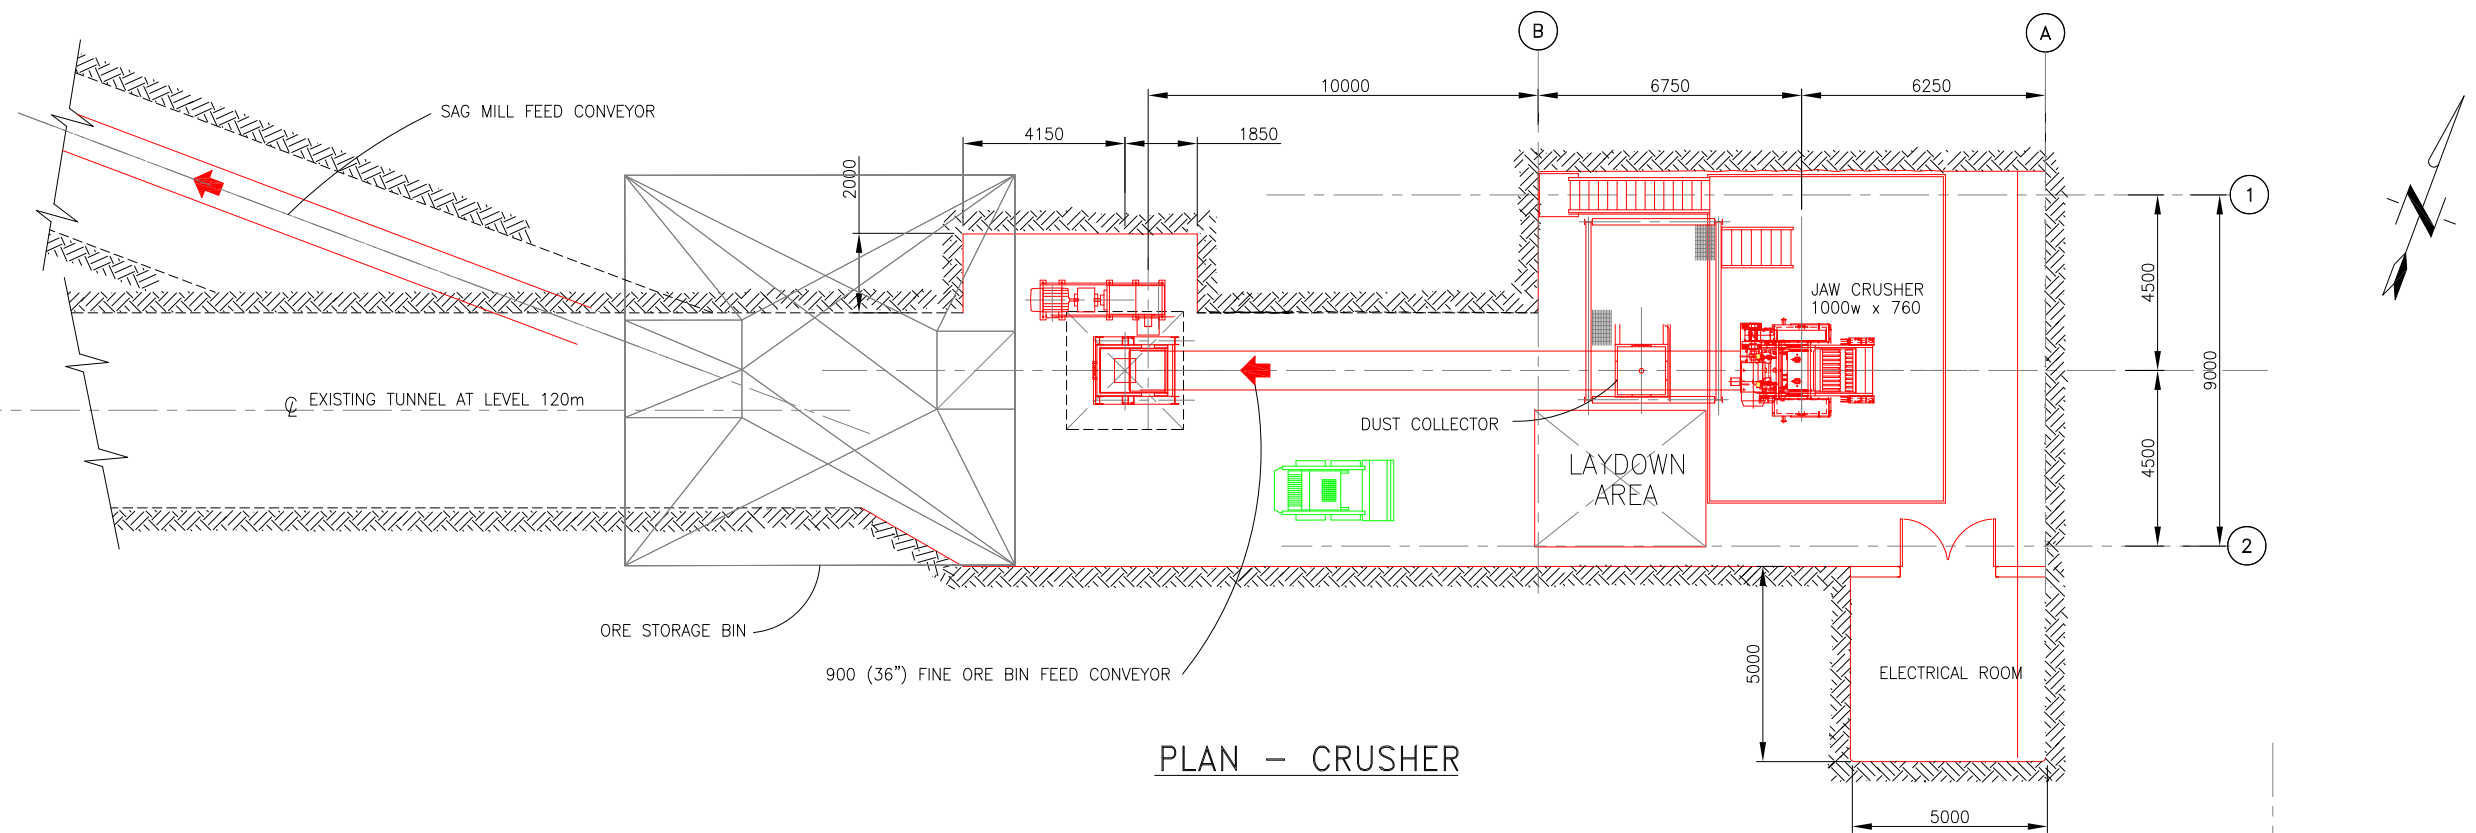 B
A
10000
6750
6250
SAG MILL FEED CONVEYOR
4150
1850
2000
1
N
4500
JAW CRUSHER
1000w x 760
9000
℄ EXISTING TUNNEL AT LEVEL 120m
DUST COLLECTOR
LAYDOWN
AREA
4500
2
ORE STORAGE BIN
900 (36") FINE ORE BIN FEED CONVEYOR
5000
ELECTRICAL ROOM
PLAN – CRUSHER
5000